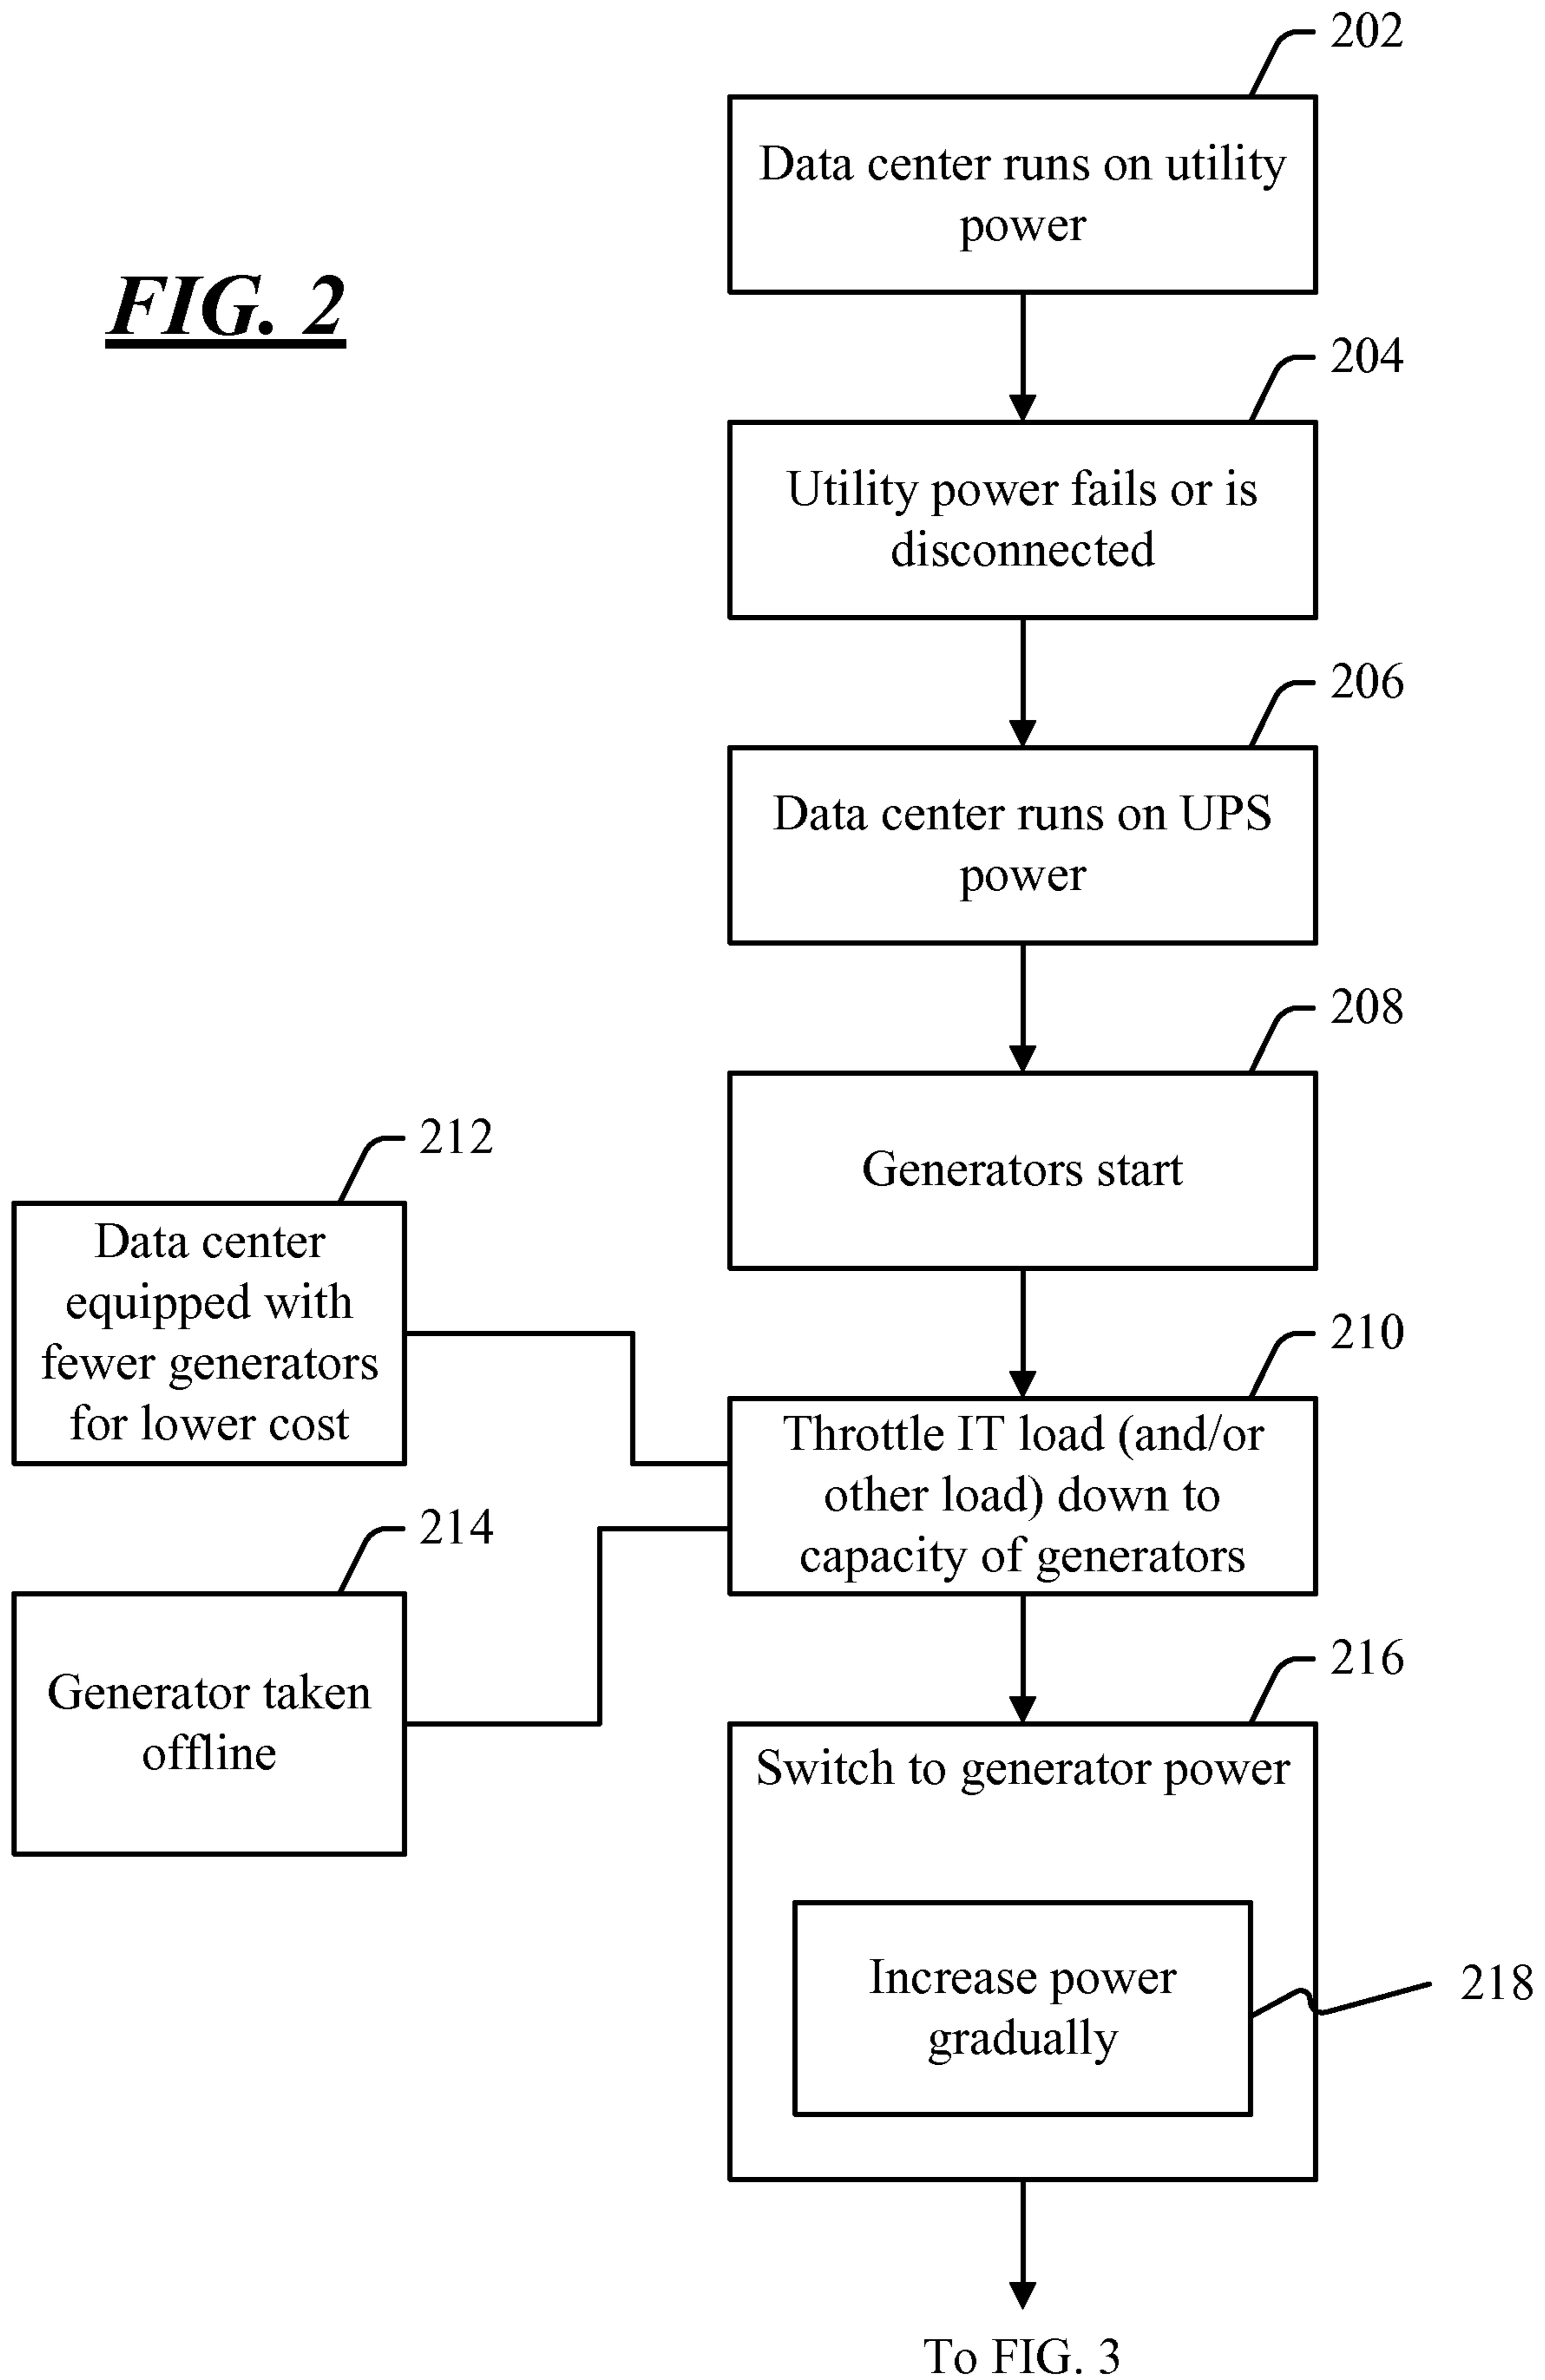 202
Data center runs on utility
power
FIG. 2
204
Utility power fails or is
disconnected
206
Data center runs on UPS
power
208
Generators start
212
Data center
equipped with
fewer generators
for lower cost
210
Throttle IT load (and/or
other load) down to
capacity of generators
214
Generator taken
offline
216
Switch to generator power
Increase power
gradually
218
To FIG. 3